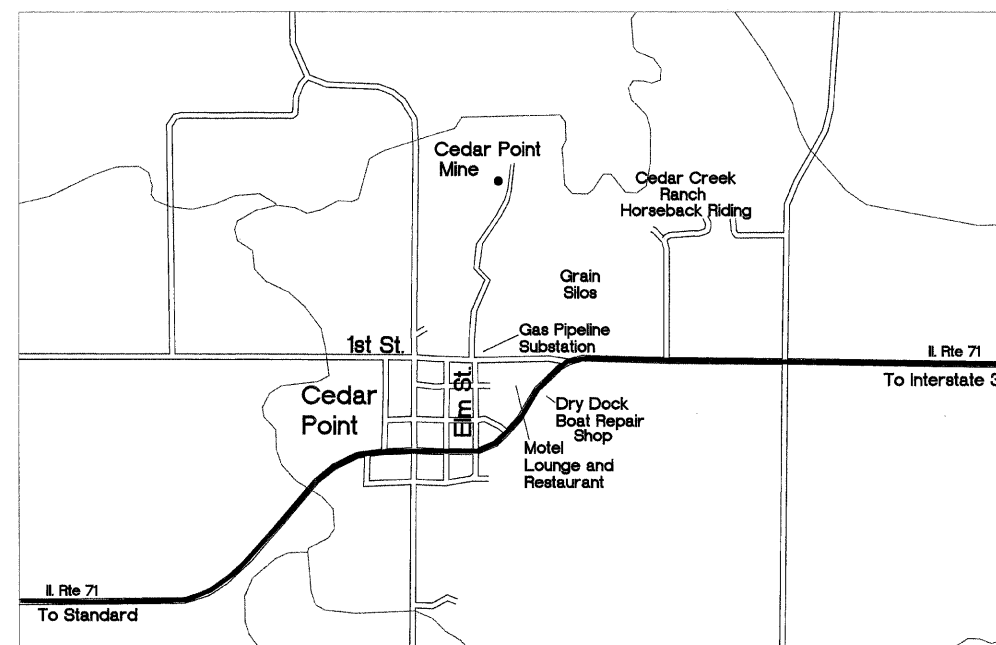 Cedar Point
Mine
Cedar Creek
Ranch
Horseback Riding
Grain
Silos
Gas Pipeline
Substation
1st St.
Il. Rte 71
To Interstate 3
Elm St.
Cedar
Point
Dry Dock
Boat Repair
Shop
Motel
Lounge and
Restaurant
Il. Rte 71
To Standard